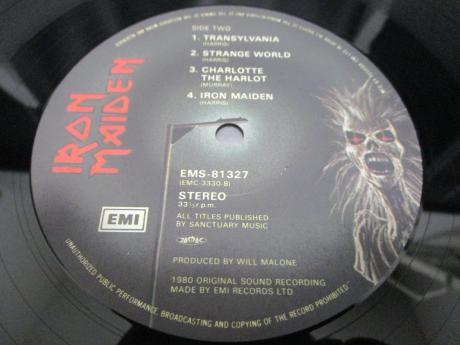 IRON
MAIDEN
SIDE TWO
1. TRANSYLVANIA
(HARRIS)
2. STRANGE WORLD
(HARRIS)
3. CHARLOTTE
THE HARLOT
(MURRAY)
4. IRON MAIDEN
(HARRIS)
EMS-81327
(EMC-3330-B)
STEREO
33⅓ r.p.m.
ALL TITLES PUBLISHED
BY SANCTUARY MUSIC
EMI
PRODUCED BY WILL MALONE
1980 ORIGINAL SOUND RECORDING
MADE BY EMI RECORDS LTD
UNAUTHORIZED PUBLIC PERFORMANCE, BROADCASTING AND COPYING OF THE RECORD PROHIBITED